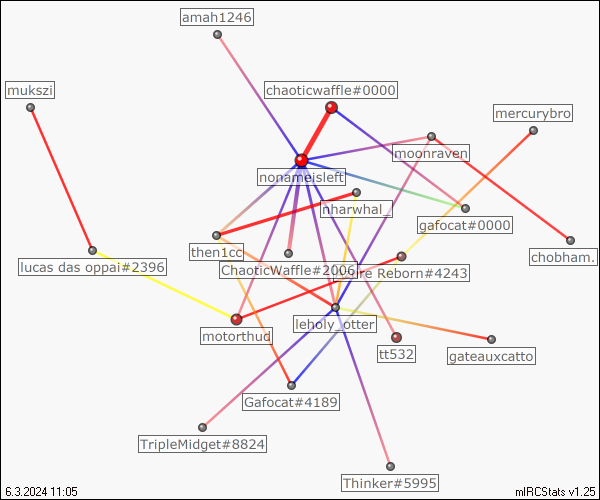 amah1246
mukszi
chaoticwaffle#0000
mercurybro
moonraven
nonameisleft
nharwhal_
gafocat#0000
then1cc
chobham.
lucas das oppai#2396
ChaoticWaffle#2006
oire Reborn#4243
leholy_otter
motorthud
tt532
gateauxcatto
Gafocat#4189
TripleMidget#8824
Thinker#5995
6.3.2024 11:05
mIRCStats v1.25